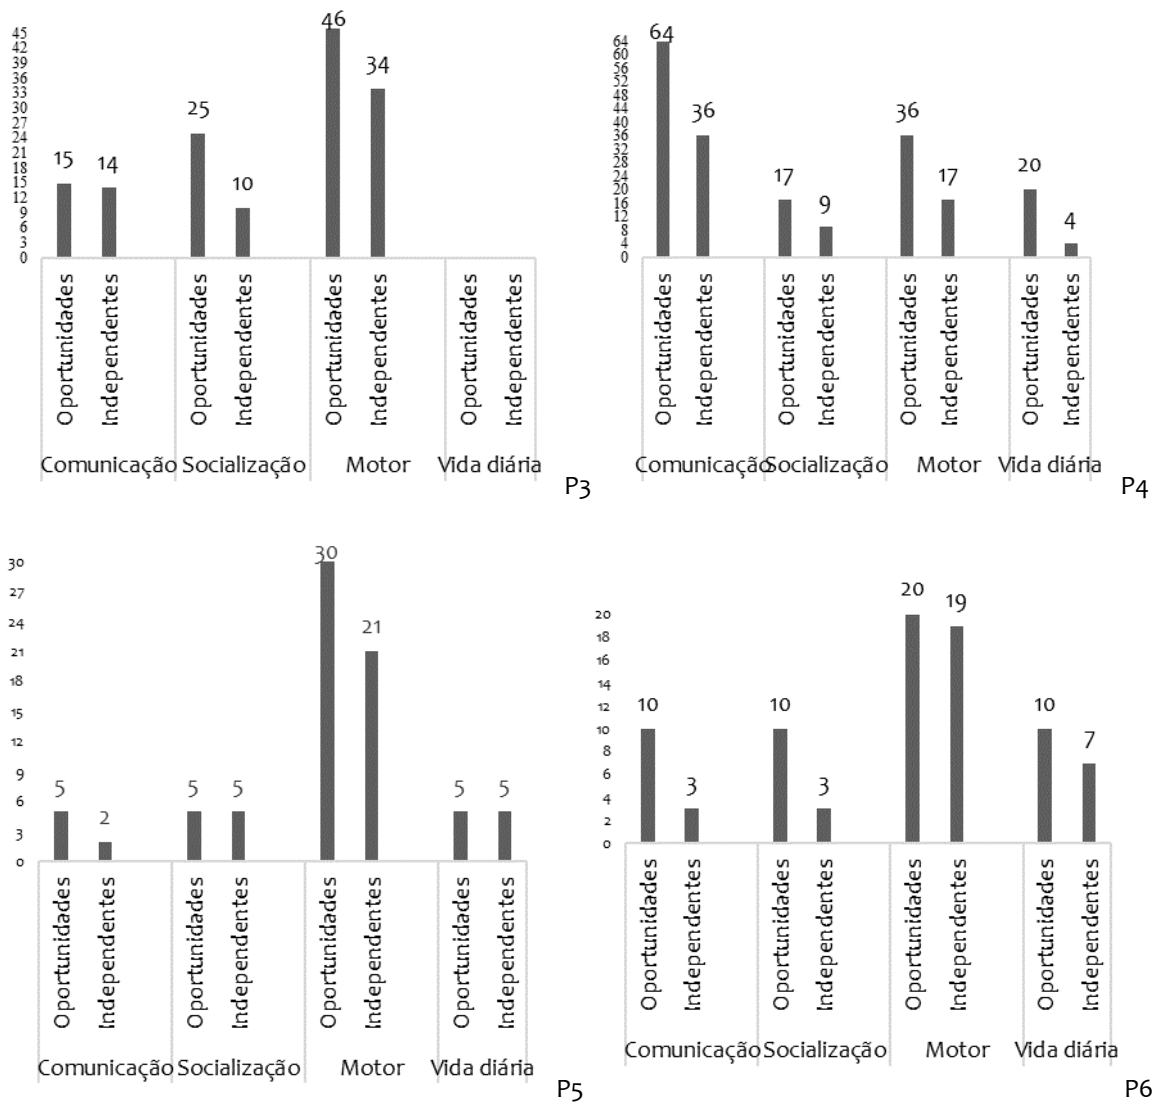 45
42
39
36
33
30
27
24
21
18
15
12
9
6
3
0
15
14
25
10
46
34
Oportunidades
Independentes
Oportunidades
Independentes
Oportunidades
Independentes
Oportunidades
Independentes
Comunicação
Socialização
Motor
Vida diária
P3
64
60
56
52
48
44
40
36
32
28
24
20
16
12
8
4
0
64
36
17
9
36
17
20
4
Oportunidades
Independentes
Oportunidades
Independentes
Oportunidades
Independentes
Oportunidades
Independentes
Comunicação
Socialização
Motor
Vida diária
P4
30
27
24
21
18
15
12
9
6
3
0
5
2
5
5
30
21
5
5
Oportunidades
Independentes
Oportunidades
Independentes
Oportunidades
Independentes
Oportunidades
Independentes
Comunicação
Socialização
Motor
Vida diária
P5
20
18
16
14
12
10
8
6
4
2
0
10
3
10
3
20
19
10
7
Oportunidades
Independentes
Oportunidades
Independentes
Oportunidades
Independentes
Oportunidades
Independentes
Comunicação
Socialização
Motor
Vida diária
P6